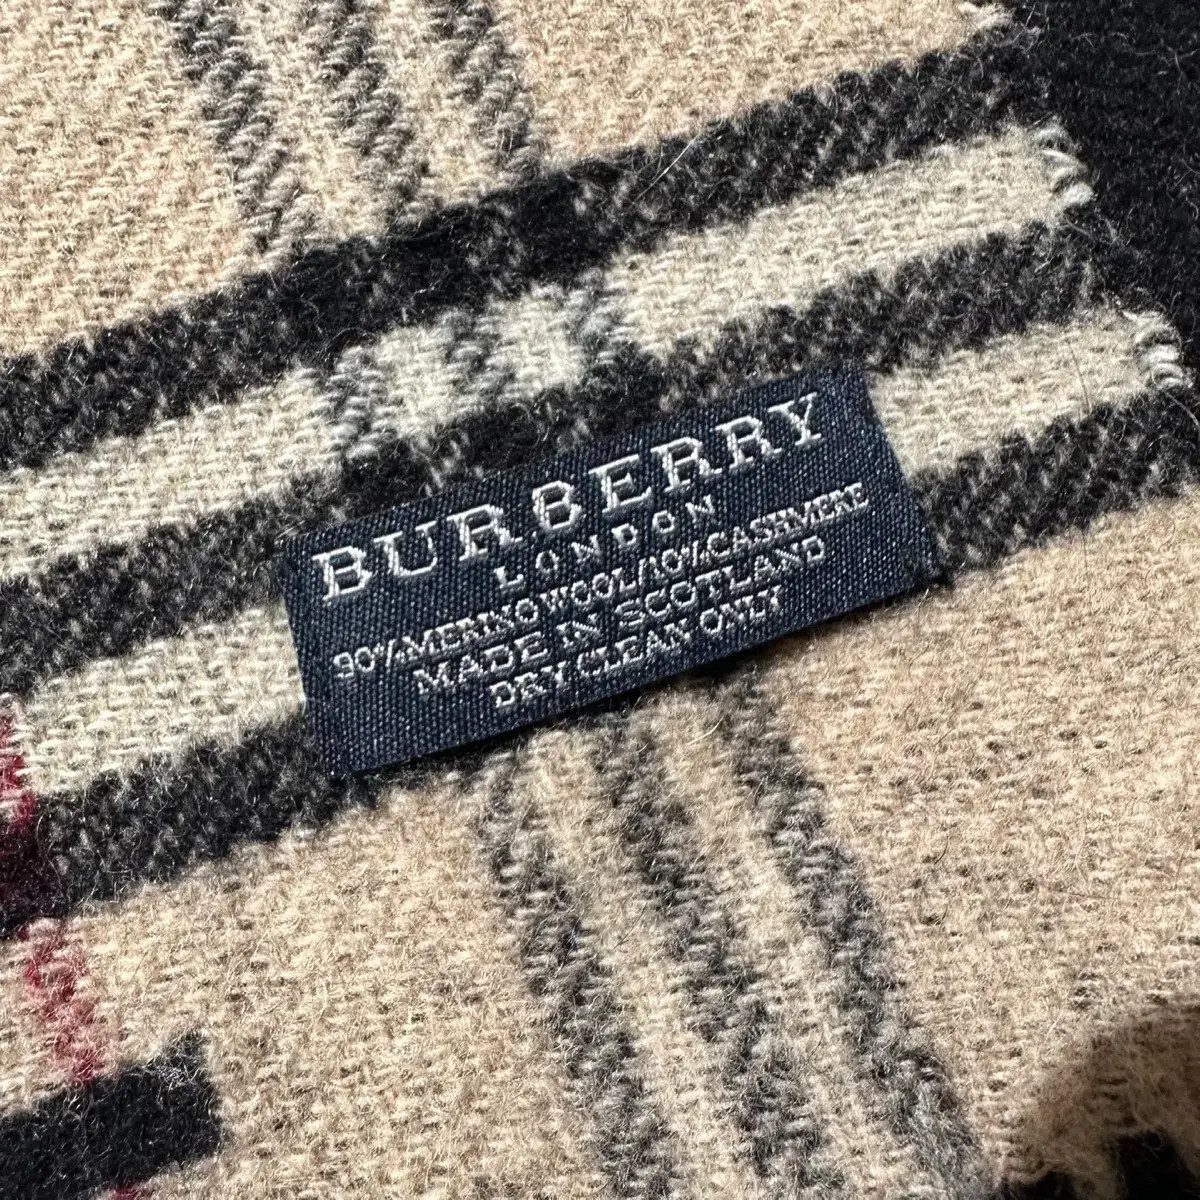 BURBERRY
LONDON
90%MERINO WOOL/10%CASHMERE
MADE IN SCOTLAND
DRY CLEAN ONLY